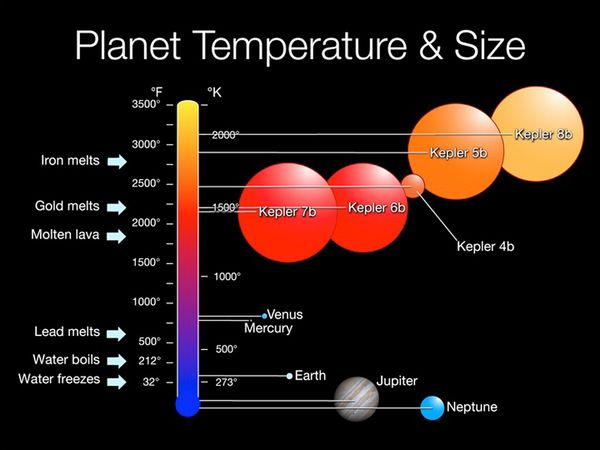 Planet Temperature & Size
°F °K
3500°
Kepler 8b
2000°
3000°
Kepler 5b
Iron melts
2500°
Gold melts
1500°
Kepler 7b
Kepler 6b
2000°
Molten lava
Kepler 4b
1500°
1000°
1000°
Venus
Mercury
Lead melts
500°
500°
Water boils 212°
Earth
Water freezes 32° 273°
Jupiter
Neptune